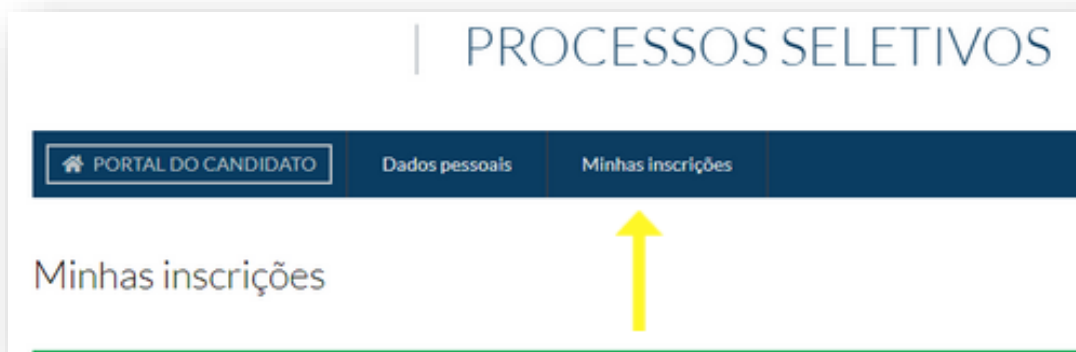 PROCESSOS SELETIVOS
PORTAL DO CANDIDATO Dados pessoais Minhas inscrições
Minhas inscrições